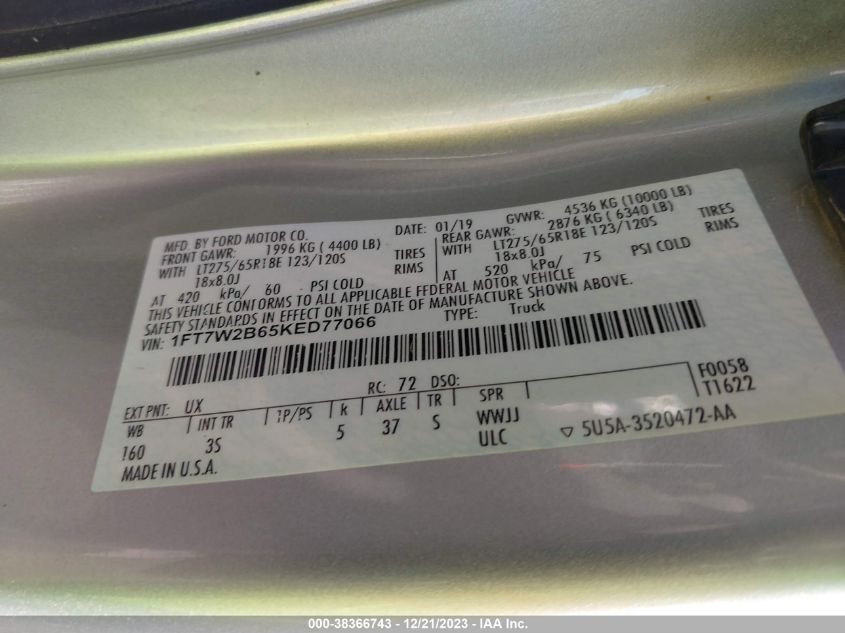 MFD. BY FORD MOTOR CO.
DATE: 01/19 GVWR: 4536 KG (10000 LB)
FRONT GAWR: 1996 KG ( 4400 LB) REAR GAWR: 2876 KG ( 6340 LB)
WITH LT275/65R18E 123/120S TIRES WITH LT275/65R18E 123/120S TIRES
18x8.0J RIMS 18x8.0J RIMS
AT 420 kPa/ 60 PSI COLD AT 520 kPa/ 75 PSI COLD
THIS VEHICLE CONFORMS TO ALL APPLICABLE FFDERAL MOTOR VEHICLE
SAFETY STANDARDS IN EFFECT ON THE DATE OF MANUFACTURE SHOWN ABOVE.
VIN: 1FT7W2B65KED77066 TYPE: Truck
F0058
T1622
EXT PNT: UX RC: 72 DSO:
WB INT TR TP/PS k AXLE TR SPR
160 3S 5 37 S WWJJ
ULC ▽ 5U5A-3520472-AA
MADE IN U.S.A.
000-38366743 - 12/21/2023 - IAA Inc.